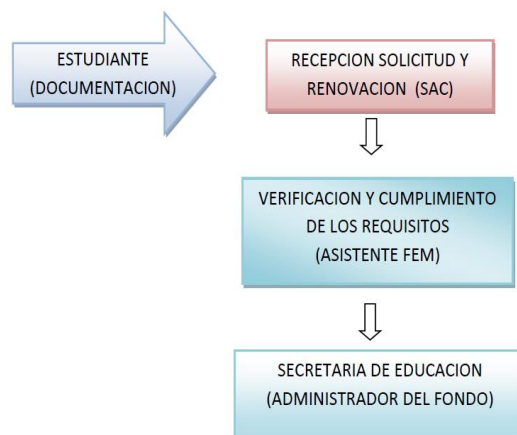 ESTUDIANTE
(DOCUMENTACION)
RECEPCION SOLICITUD Y
RENOVACION (SAC)
VERIFICACION Y CUMPLIMIENTO
DE LOS REQUISITOS
(ASISTENTE FEM)
SECRETARIA DE EDUCACION
(ADMINISTRADOR DEL FONDO)